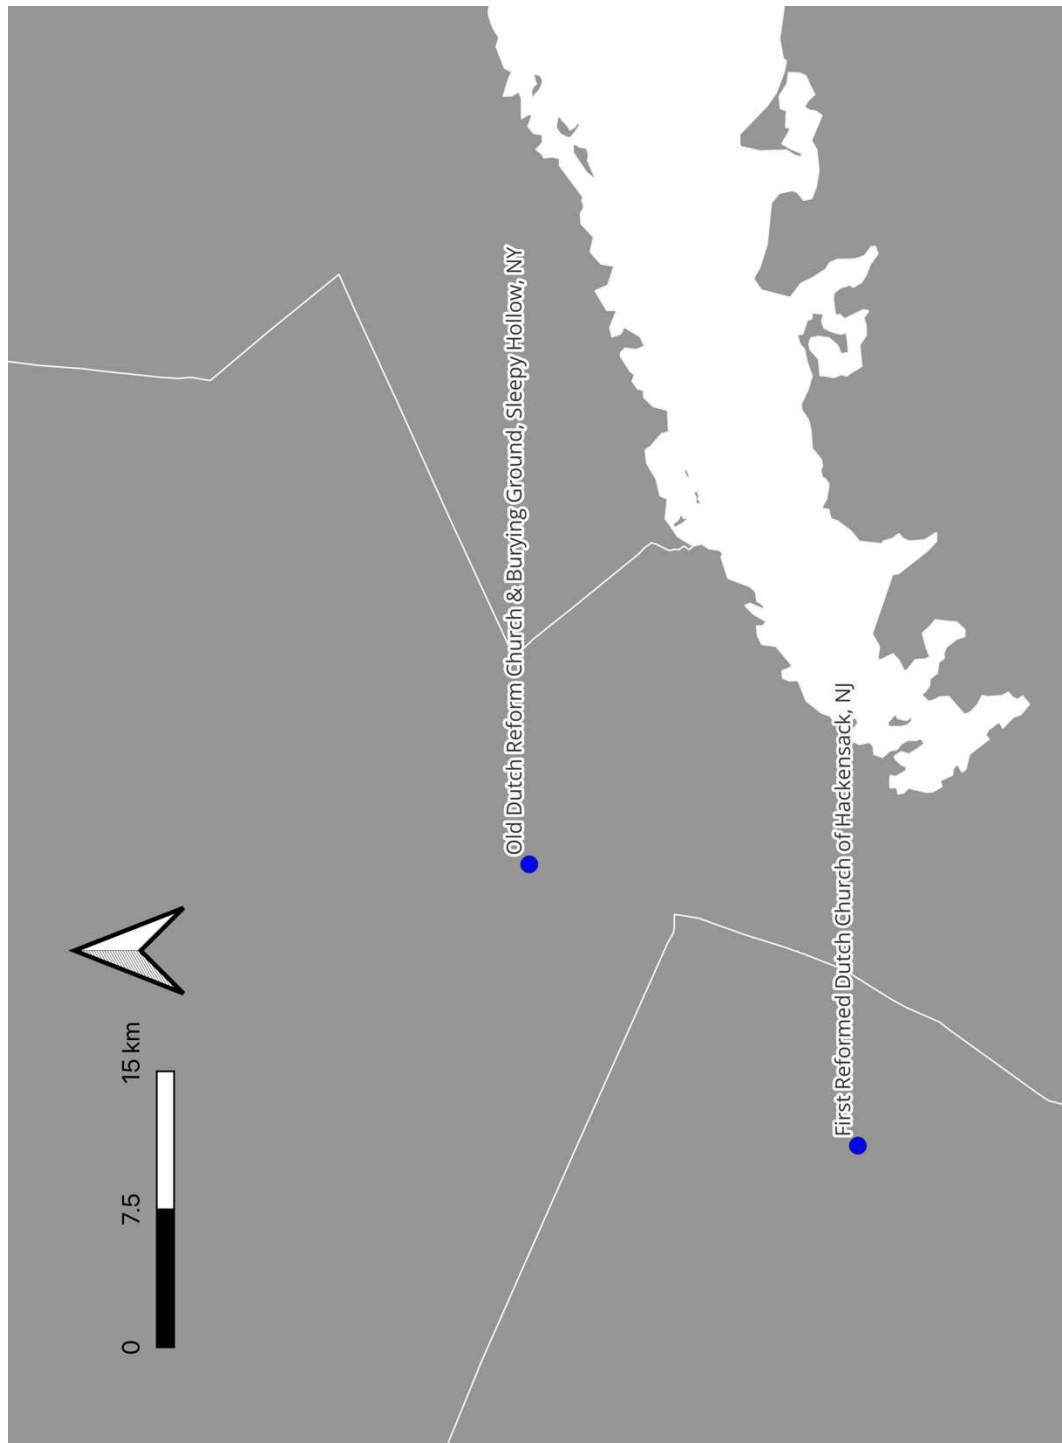 0 7.5 15 km
Old Dutch Reform Church & Burying Ground, Sleepy Hollow, NY
First Reformed Dutch Church of Hackensack, NJ